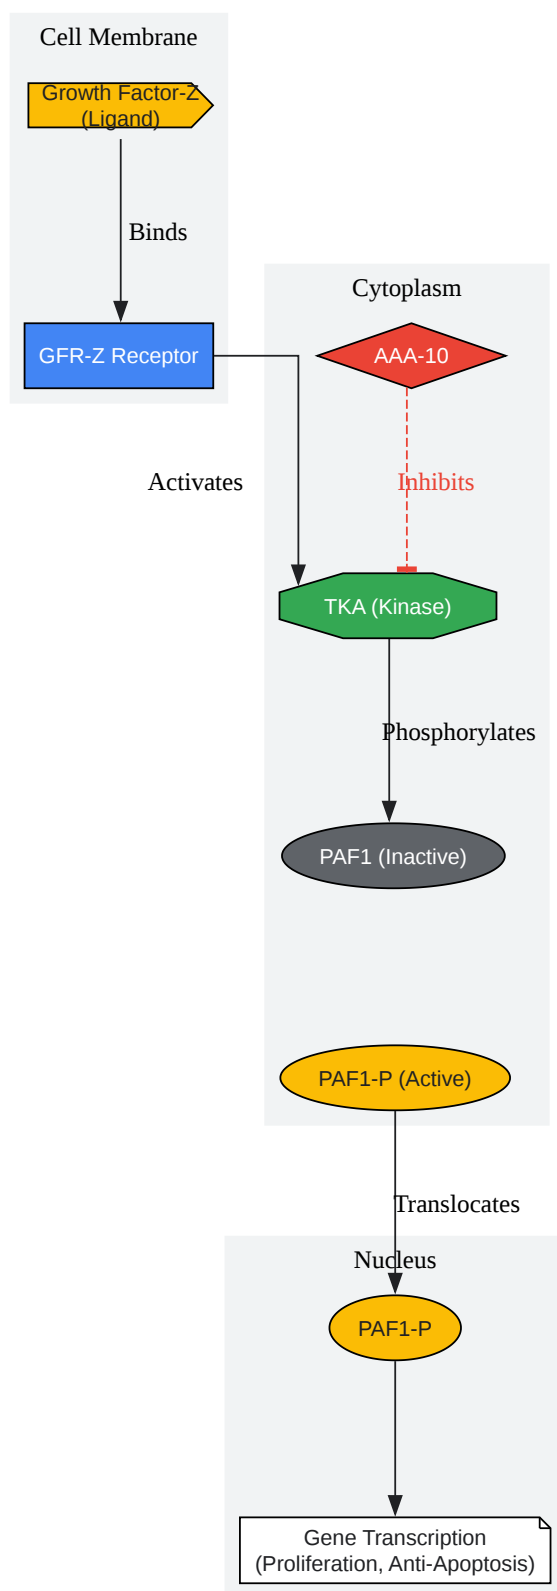 Cell Membrane
Growth Factor-Z
(Ligand)
Binds
Cytoplasm
GFR-Z Receptor
AAA-10
Activates
Inhibits
TKA (Kinase)
Phosphorylates
PAF1 (Inactive)
PAF1-P (Active)
Translocates
Nucleus
PAF1-P
Gene Transcription
(Proliferation, Anti-Apoptosis)